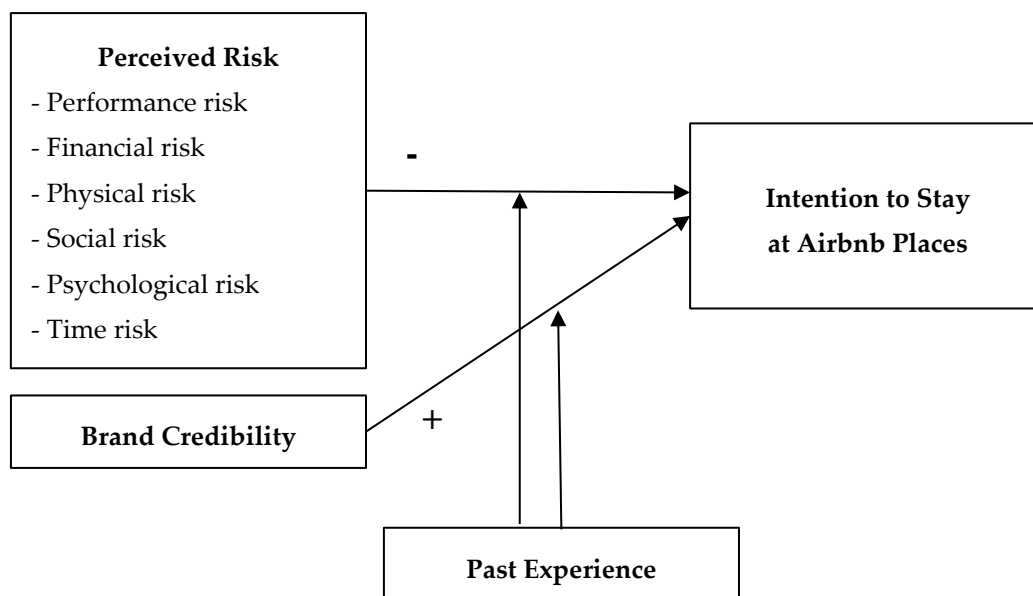 Perceived Risk
- Performance risk
- Financial risk
- Physical risk
- Social risk
- Psychological risk
- Time risk
-
Intention to Stay
at Airbnb Places
Brand Credibility
+
Past Experience